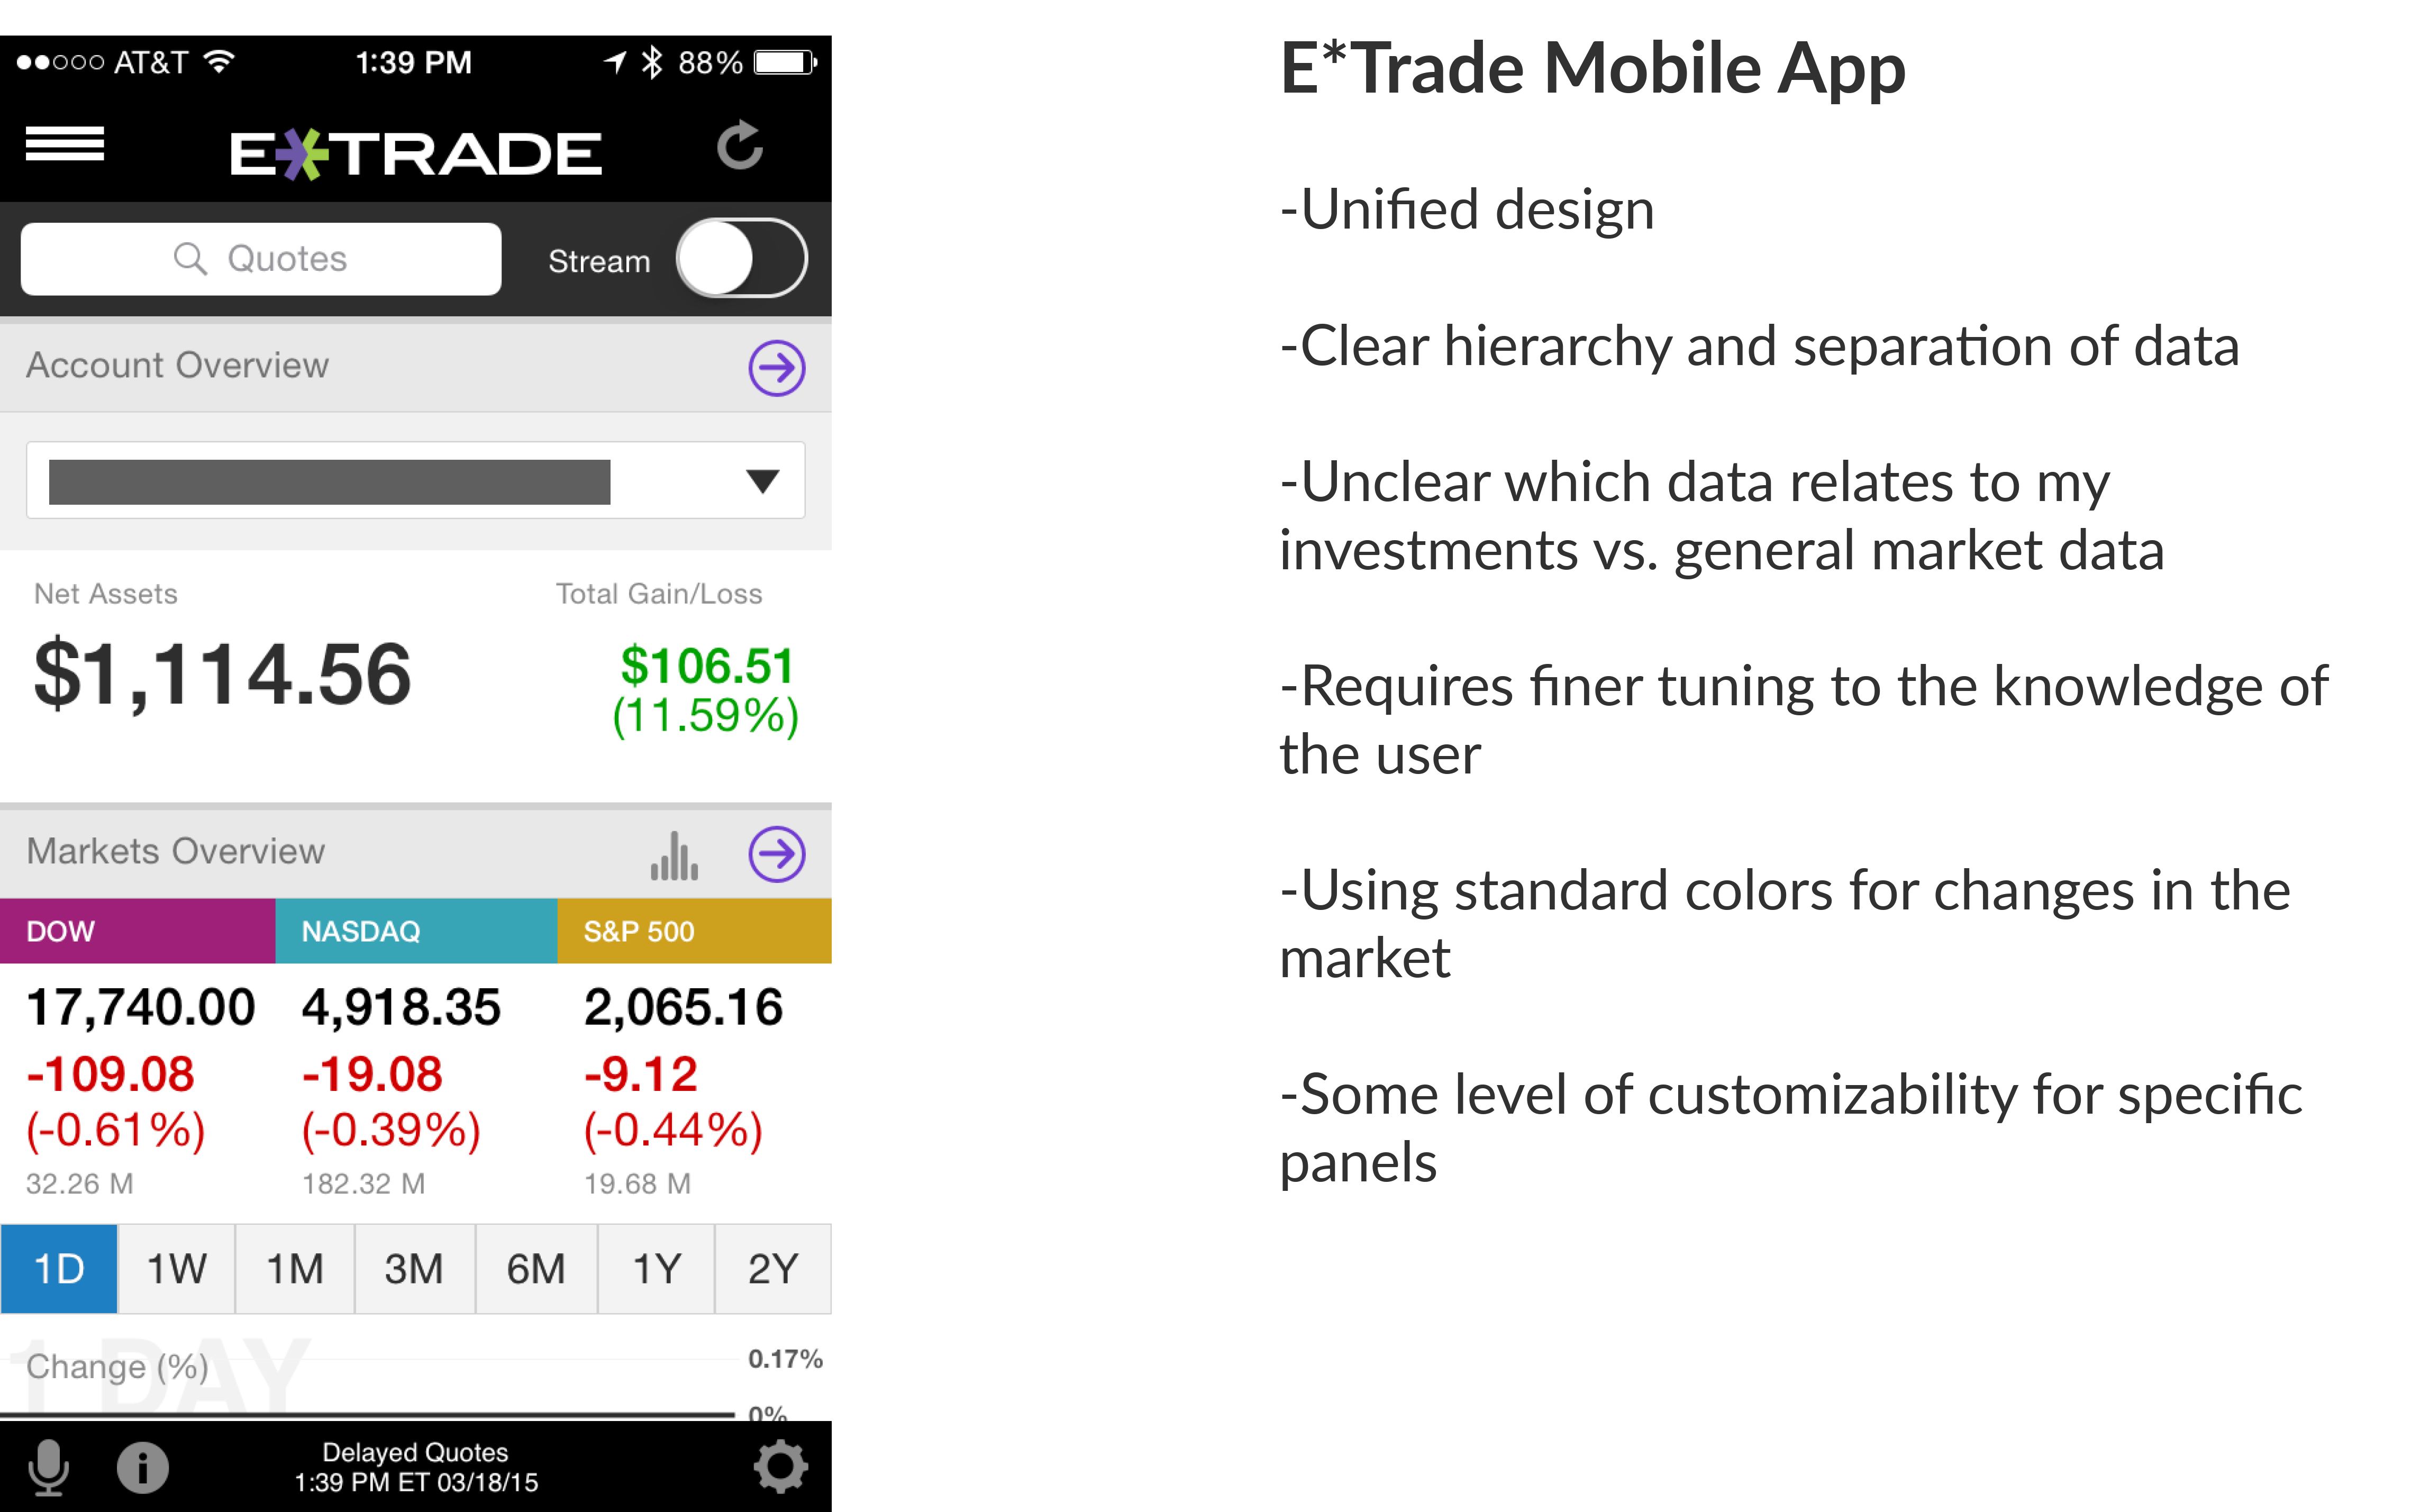 AT&T 1:39 PM 88%
E*TRADE
Quotes Stream
Account Overview
Net Assets Total Gain/Loss
$1,114.56 $106.51
(11.59%)
Markets Overview
DOW NASDAQ S&P 500
17,740.00 4,918.35 2,065.16
-109.08 -19.08 -9.12
(-0.61%) (-0.39%) (-0.44%)
32.26 M 182.32 M 19.68 M
1D 1W 1M 3M 6M 1Y 2Y
1 DAY
Change (%) 0.17%
0%
Delayed Quotes
1:39 PM ET 03/18/15
E*Trade Mobile App
-Unified design
-Clear hierarchy and separation of data
-Unclear which data relates to my
investments vs. general market data
-Requires finer tuning to the knowledge of
the user
-Using standard colors for changes in the
market
-Some level of customizability for specific
panels